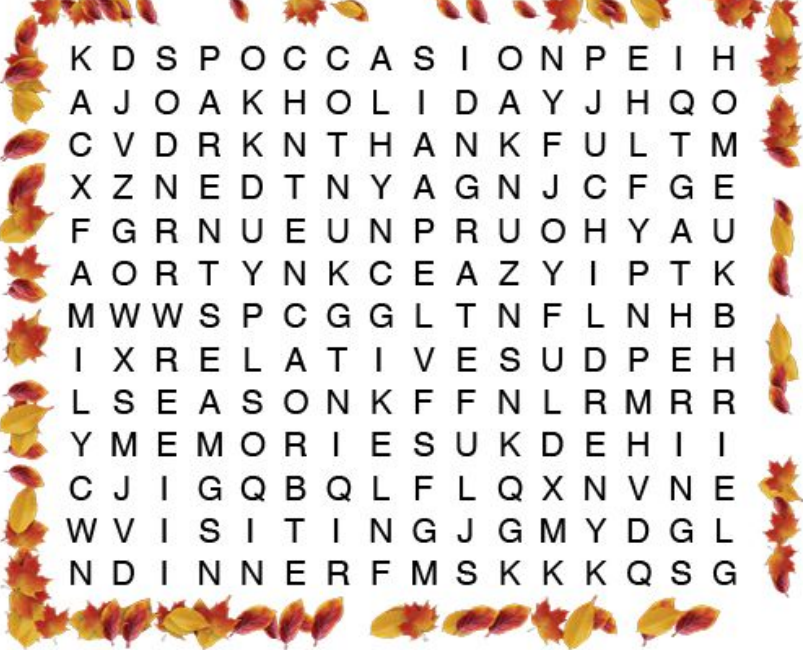 K D S P O C C A S I O N P E I H
A J O A K H O L I D A Y J H Q O
C V D R K N T H A N K F U L T M
X Z N E D T N Y A G N J C F G E
F G R N U E U N P R U O H Y A U
A O R T Y N K C E A Z Y I P T K
M W W S P C G G L T N F L N H B
I X R E L A T I V E S U D P E H
L S E A S O N K F F N L R M R R
Y M E M O R I E S U K D E H I I
C J I G Q B Q L F L Q X N V N E
W V I S I T I N G J G M Y D G L
N D I N N E R F M S K K K Q S G